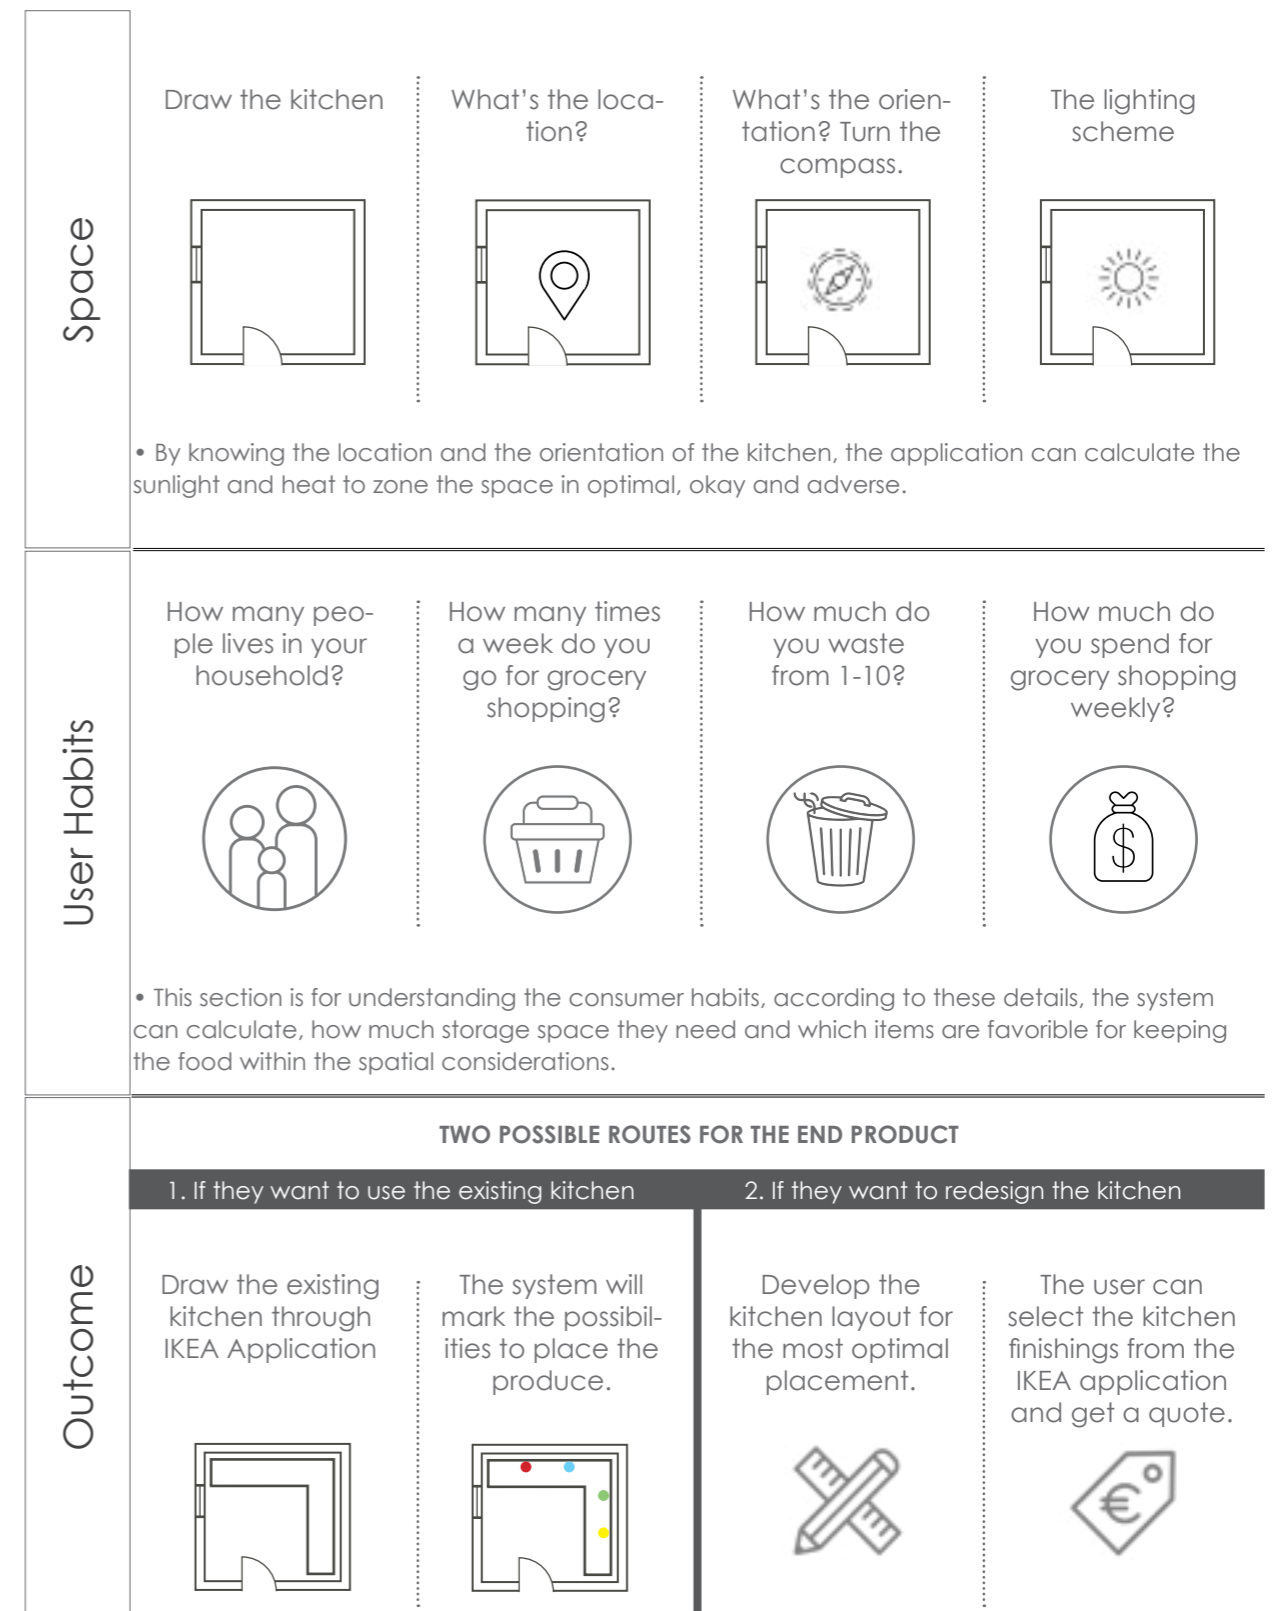 Space
Draw the kitchen
What's the loca-
tion?
What's the orien-
tation? Turn the
compass.
The lighting
scheme
• By knowing the location and the orientation of the kitchen, the application can calculate the
sunlight and heat to zone the space in optimal, okay and adverse.
User Habits
How many peo-
ple lives in your
household?
How many times
a week do you
go for grocery
shopping?
How much do
you waste
from 1-10?
How much do
you spend for
grocery shopping
weekly?
$
• This section is for understanding the consumer habits, according to these details, the system
can calculate, how much storage space they need and which items are favorible for keeping
the food within the spatial considerations.
Outcome
TWO POSSIBLE ROUTES FOR THE END PRODUCT
1. If they want to use the existing kitchen
2. If they want to redesign the kitchen
Draw the existing
kitchen through
IKEA Application
The system will
mark the possibil-
ities to place the
produce.
Develop the
kitchen layout for
the most optimal
placement.
The user can
select the kitchen
finishings from the
IKEA application
and get a quote.
€